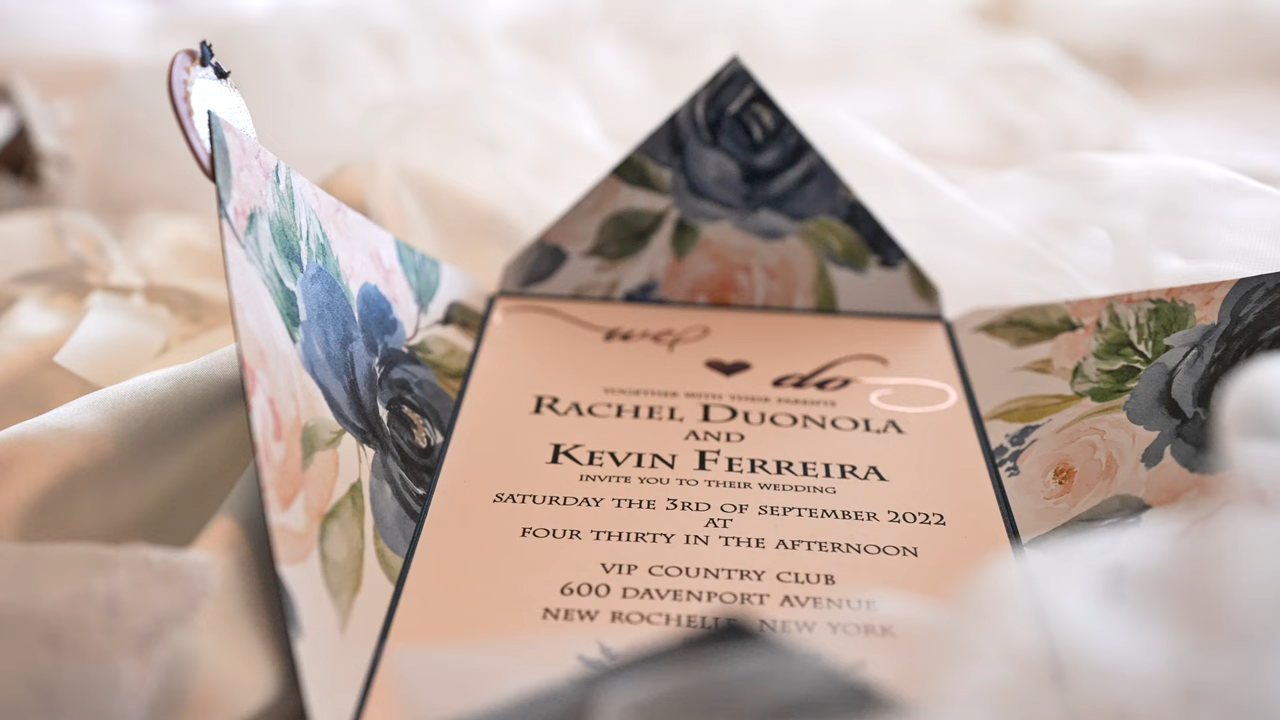 we
do
TOGETHER WITH THEIR PARENTS
RACHEL DUONOLA
AND
KEVIN FERREIRA
INVITE YOU TO THEIR WEDDING
SATURDAY THE 3RD OF SEPTEMBER 2022
AT
FOUR THIRTY IN THE AFTERNOON
VIP COUNTRY CLUB
600 DAVENPORT AVENUE
NEW ROCHELLE, NEW YORK